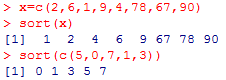 > x=c(2,6,1,9,4,78,67,90)
> sort(x)
[1]  1  2  4  6  9 67 78 90
> sort(c(5,0,7,1,3))
[1] 0 1 3 5 7